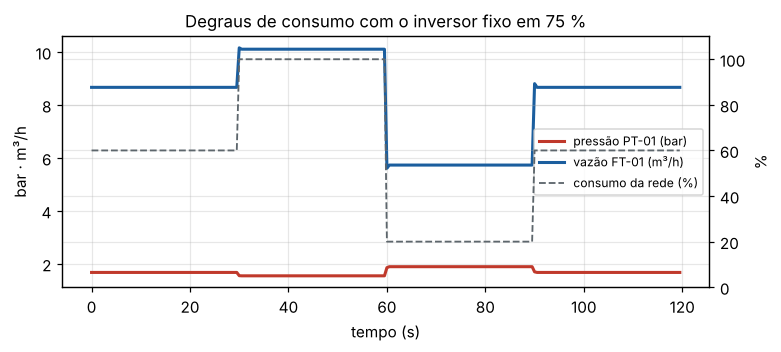 Degraus de consumo com o inversor fixo em 75 %
bar · m³/h
10
8
6
4
2
100
80
60
40
20
0
%
pressão PT-01 (bar)
vazão FT-01 (m³/h)
consumo da rede (%)
0 20 40 60 80 100 120
tempo (s)